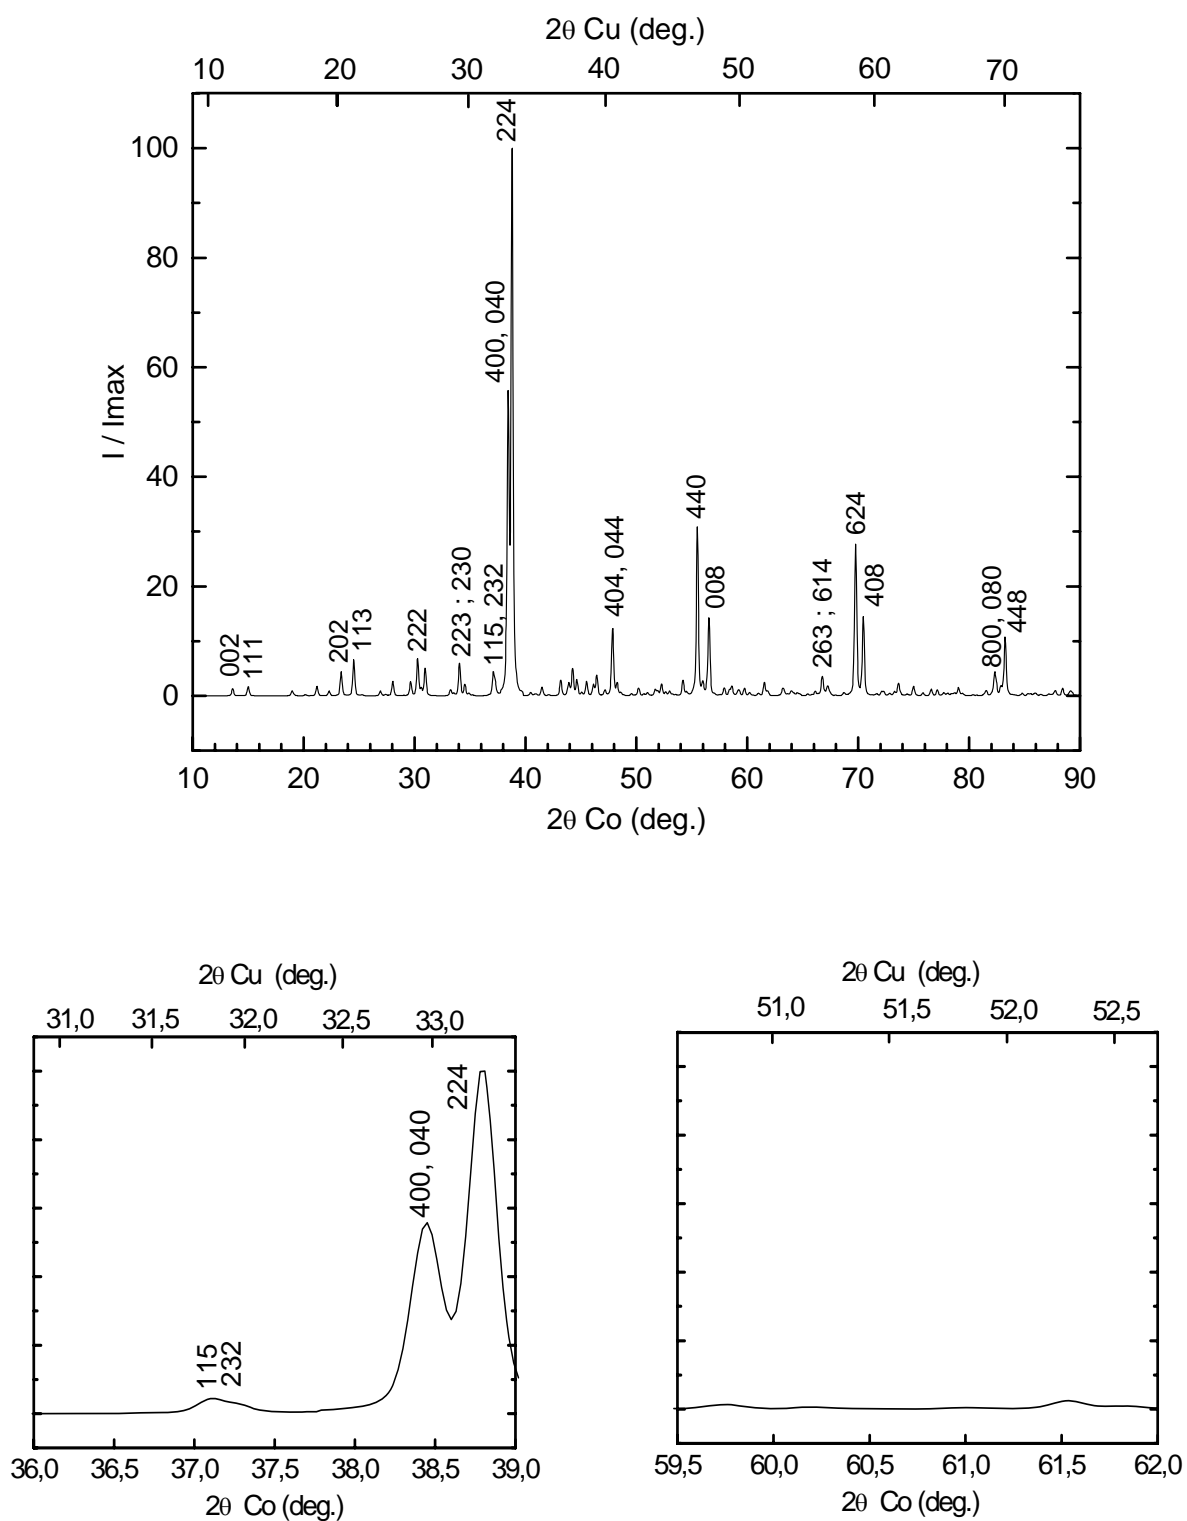 2θ Cu (deg.)
10 20 30 40 50 60 70
100
80
60
40
20
0
I / Imax
002
111
202
113
222
223 ; 230
115, 232
400, 040
224
404, 044
440
008
263 ; 614
624
408
800, 080
448
10 20 30 40 50 60 70 80 90
2θ Co (deg.)
2θ Cu (deg.)
31,0 31,5 32,0 32,5 33,0
115
232
400, 040
224
36,0 36,5 37,0 37,5 38,0 38,5 39,0
2θ Co (deg.)
2θ Cu (deg.)
51,0 51,5 52,0 52,5
59,5 60,0 60,5 61,0 61,5 62,0
2θ Co (deg.)